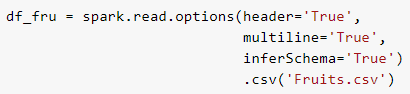 df_fru = spark.read.options(header='True',
                            multiline='True',
                            inferSchema='True')
                            .csv('Fruits.csv')